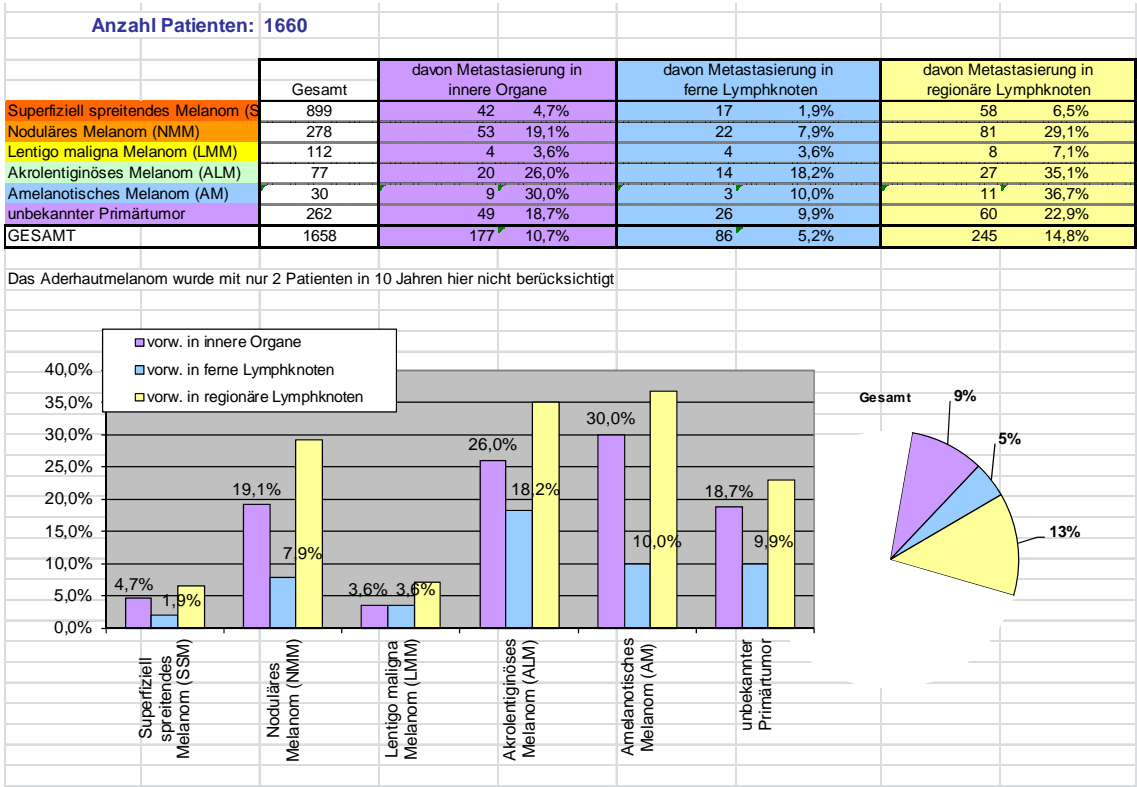 Anzahl Patienten: 1660
Gesamt davon Metastasierung in innere Organe davon Metastasierung in ferne Lymphknoten davon Metastasierung in regionäre Lymphknoten
Superfiziell spreitendes Melanom (S 899 42 4,7% 17 1,9% 58 6,5%
Noduläres Melanom (NMM) 278 53 19,1% 22 7,9% 81 29,1%
Lentigo maligna Melanom (LMM) 112 4 3,6% 4 3,6% 8 7,1%
Akrolentiginöses Melanom (ALM) 77 20 26,0% 14 18,2% 27 35,1%
Amelanotisches Melanom (AM) 30 9 30,0% 3 10,0% 11 36,7%
unbekannter Primärtumor 262 49 18,7% 26 9,9% 60 22,9%
GESAMT 1658 177 10,7% 86 5,2% 245 14,8%
Das Aderhautmelanom wurde mit nur 2 Patienten in 10 Jahren hier nicht berücksichtigt
vorw. in innere Organe
vorw. in ferne Lymphknoten
vorw. in regionäre Lymphknoten
40,0%
35,0%
30,0%
25,0%
20,0%
15,0%
10,0%
5,0%
0,0%
4,7%
1,9%
19,1%
7,9%
3,6%
3,6%
26,0%
18,2%
30,0%
10,0%
18,7%
9,9%
Superfiziell
spreitendes
Melanom (SSM)
Noduläres
Melanom (NMM)
Lentigo maligna
Melanom (LMM)
Akrolentiginöses
Melanom (ALM)
Amelanotisches
Melanom (AM)
unbekannter
Primärtumor
Gesamt
9%
5%
13%